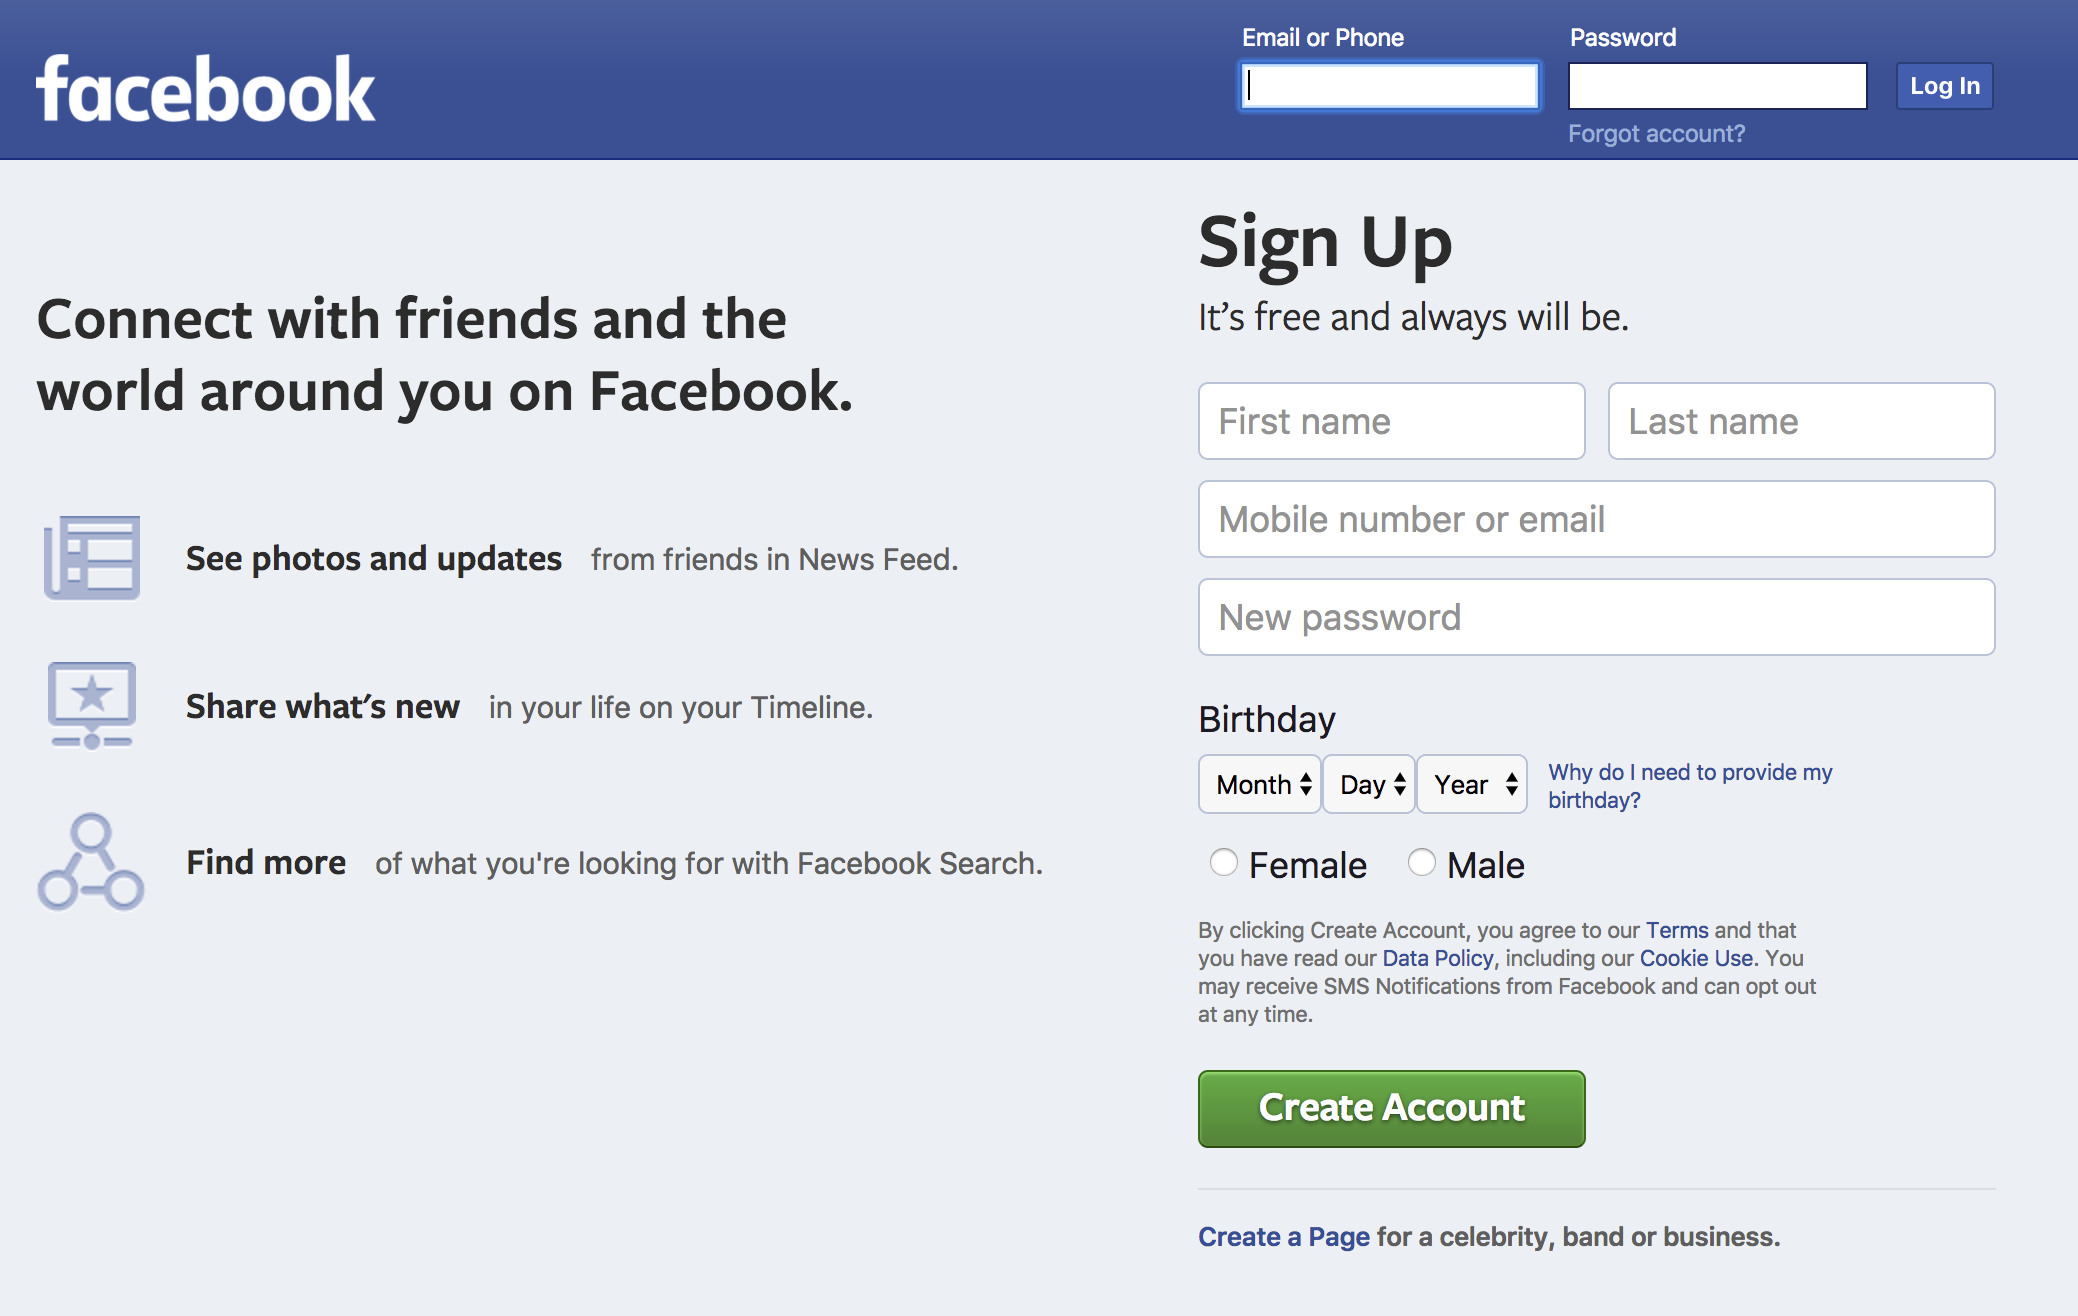 facebook
Email or Phone
Password
Log In
Forgot account?
Connect with friends and the
world around you on Facebook.
See photos and updates from friends in News Feed.
Share what's new in your life on your Timeline.
Find more of what you're looking for with Facebook Search.
Sign Up
It’s free and always will be.
First name
Last name
Mobile number or email
New password
Birthday
Month
Day
Year
Why do I need to provide my
birthday?
Female
Male
By clicking Create Account, you agree to our Terms and that
you have read our Data Policy, including our Cookie Use. You
may receive SMS Notifications from Facebook and can opt out
at any time.
Create Account
Create a Page for a celebrity, band or business.